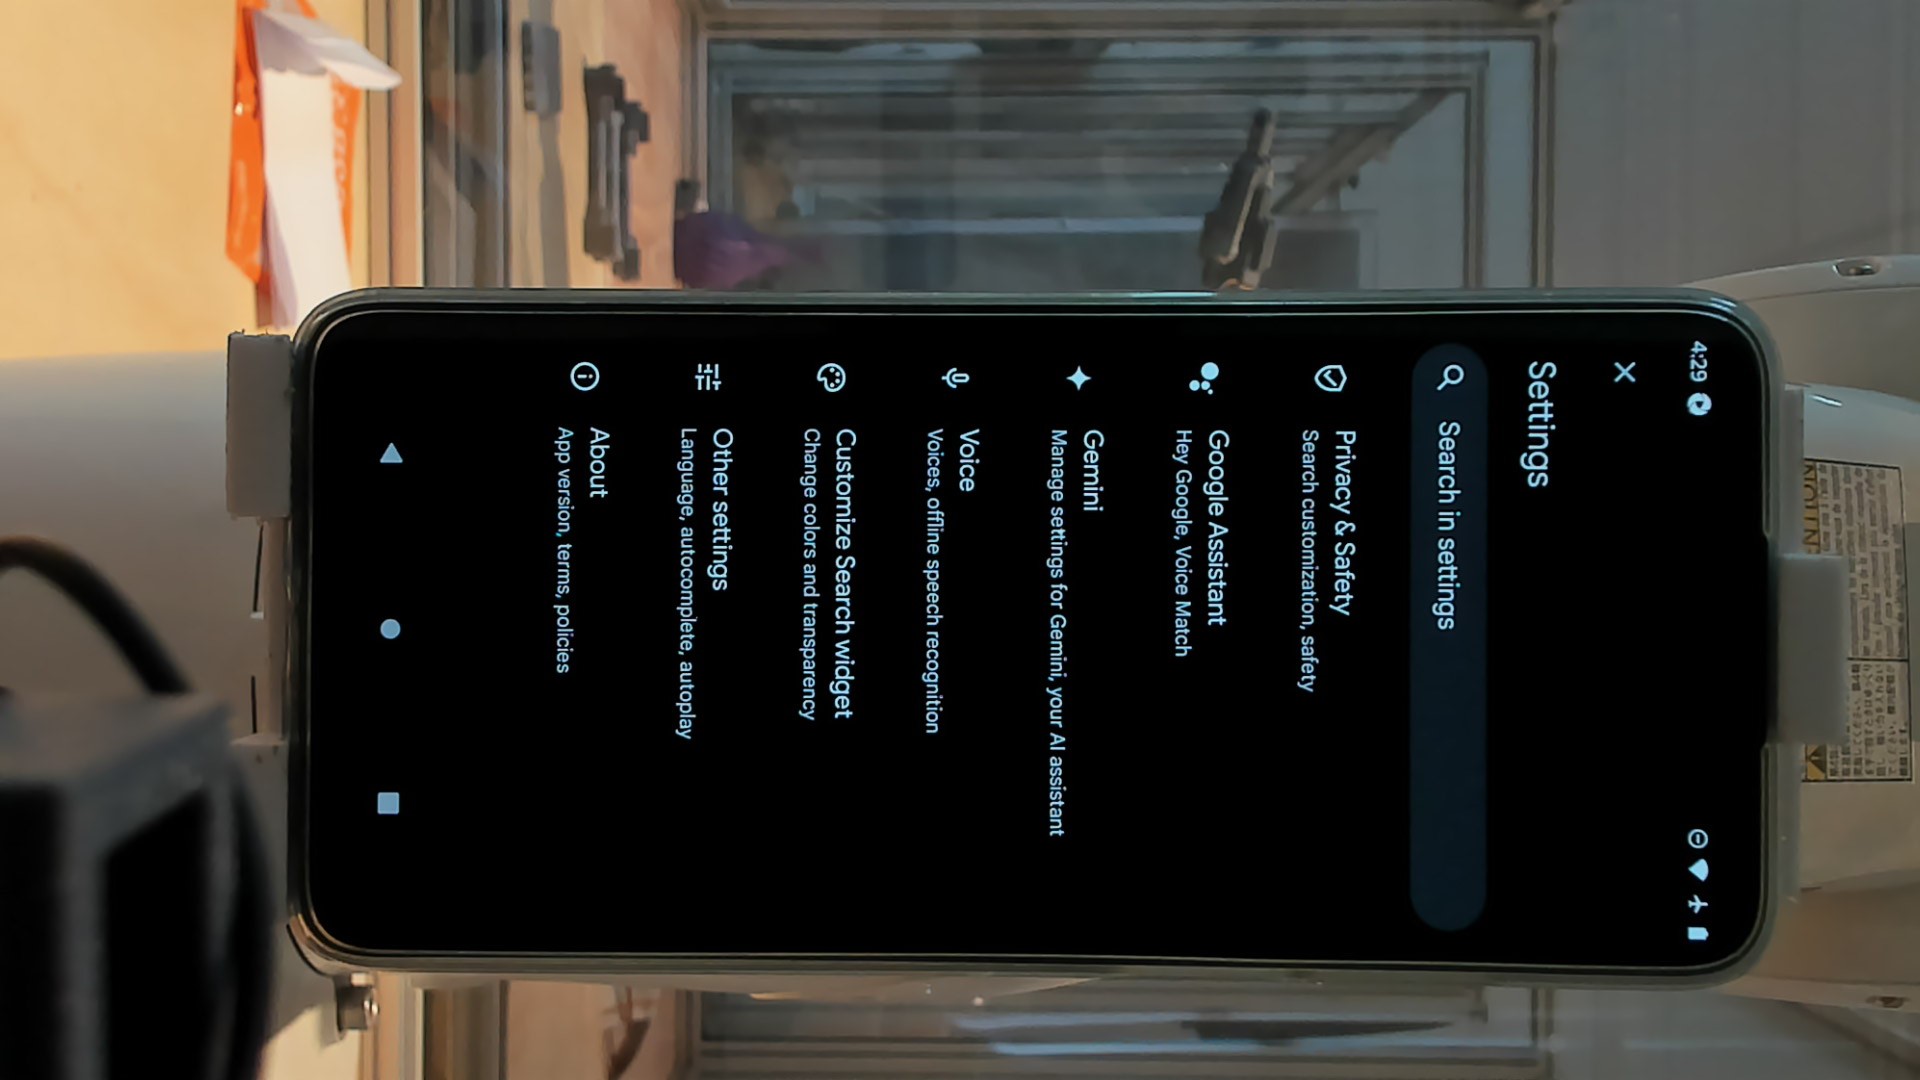 4:29
Settings
Search in settings
Privacy & Safety
Search customization, safety
Google Assistant
Hey Google, Voice Match
Gemini
Manage settings for Gemini, your AI assistant
Voice
Voices, offline speech recognition
Customize Search widget
Change colors and transparency
Other settings
Language, autocomplete, autoplay
About
App version, terms, policies